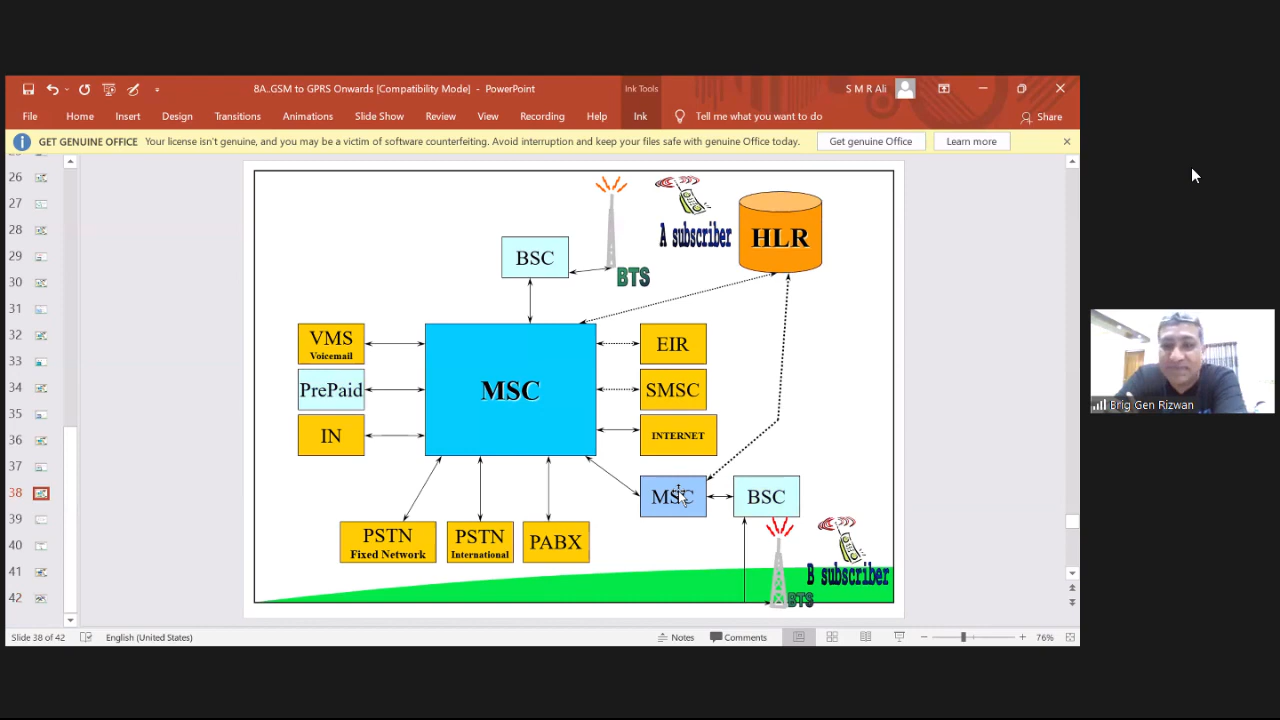 8A..GSM to GPRS Onwards [Compatibility Mode] - PowerPoint
Ink Tools
S M R Ali
File Home Insert Design Transitions Animations Slide Show Review View Recording Help Ink Tell me what you want to do Share
GET GENUINE OFFICE Your license isn't genuine, and you may be a victim of software counterfeiting. Avoid interruption and keep your files safe with genuine Office today. Get genuine Office Learn more
26
27
28
29
30
31
32
33
34
35
36
37
38
39
40
41
42
A subscriber
HLR
BSC
BTS
VMS
Voicemail
PrePaid
IN
MSC
EIR
SMSC
INTERNET
MSC
BSC
PSTN
Fixed Network
PSTN
International
PABX
B subscriber
BTS
Brig Gen Rizwan
Slide 38 of 42 English (United States) Notes Comments 76%